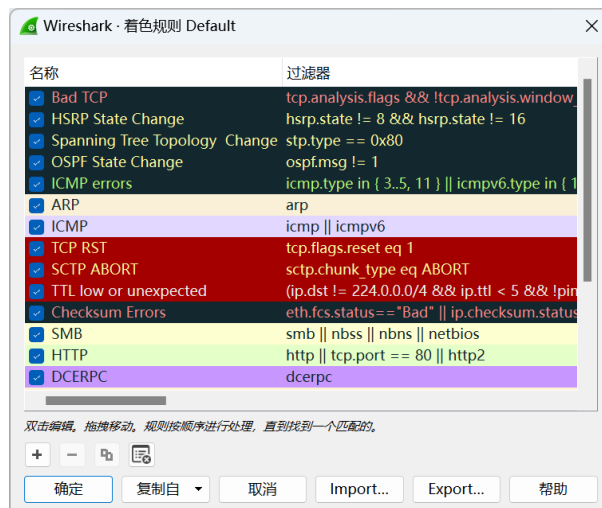 Wireshark · 着色规则 Default
名称 过滤器
Bad TCP tcp.analysis.flags && !tcp.analysis.window_
HSRP State Change hsrp.state != 8 && hsrp.state != 16
Spanning Tree Topology Change stp.type == 0x80
OSPF State Change ospf.msg != 1
ICMP errors icmp.type in { 3..5, 11 } || icmpv6.type in { 1
ARP arp
ICMP icmp || icmpv6
TCP RST tcp.flags.reset eq 1
SCTP ABORT sctp.chunk_type eq ABORT
TTL low or unexpected (ip.dst != 224.0.0.0/4 && ip.ttl < 5 && !pim
Checksum Errors eth.fcs.status=="Bad" || ip.checksum.status
SMB smb || nbss || nbns || netbios
HTTP http || tcp.port == 80 || http2
DCERPC dcerpc
双击编辑。拖拽移动。规则按顺序进行处理，直到找到一个匹配的。
确定 复制自 取消 Import... Export... 帮助